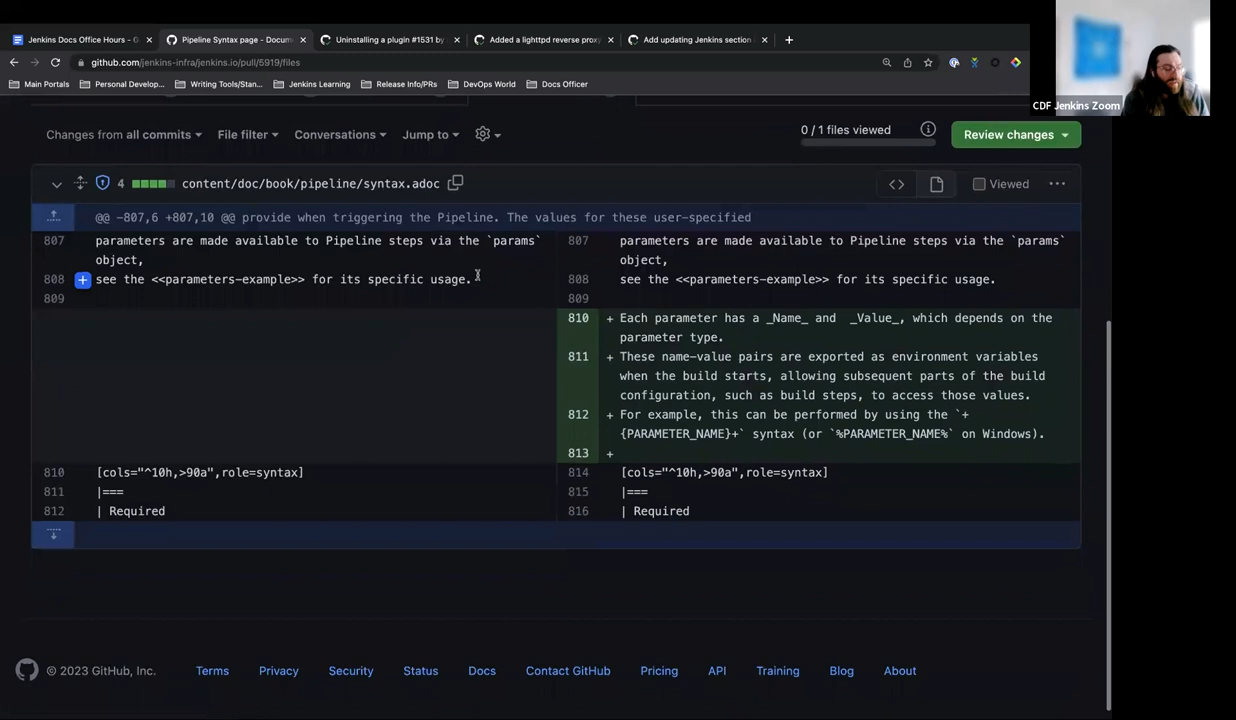 Jenkins Docs Office Hours - G
Pipeline Syntax page - Docum
Uninstalling a plugin #1531 by
Added a lighttpd reverse proxy
Add updating Jenkins section
github.com/jenkins-infra/jenkins.io/pull/5919/files
Main Portals
Personal Develop...
Writing Tools/Stan...
Jenkins Learning
Release Info/PRs
DevOps World
Docs Officer
CDF Jenkins Zoom
Changes from all commits
File filter
Conversations
Jump to
0 / 1 files viewed
Review changes
4
content/doc/book/pipeline/syntax.adoc
Viewed
@@ -807,6 +807,10 @@ provide when triggering the Pipeline. The values for these user-specified
807 parameters are made available to Pipeline steps via the `params`
object,
808 see the <<parameters-example>> for its specific usage.
809
810 [cols="^10h,>90a",role=syntax]
811 |===
812 | Required
807 parameters are made available to Pipeline steps via the `params`
object,
808 see the <<parameters-example>> for its specific usage.
809
810 + Each parameter has a _Name_ and  _Value_, which depends on the
parameter type.
811 + These name-value pairs are exported as environment variables
when the build starts, allowing subsequent parts of the build
configuration, such as build steps, to access those values.
812 + For example, this can be performed by using the `+
{PARAMETER_NAME}+` syntax (or `%PARAMETER_NAME%` on Windows).
813 +
814 [cols="^10h,>90a",role=syntax]
815 |===
816 | Required
© 2023 GitHub, Inc.
Terms
Privacy
Security
Status
Docs
Contact GitHub
Pricing
API
Training
Blog
About